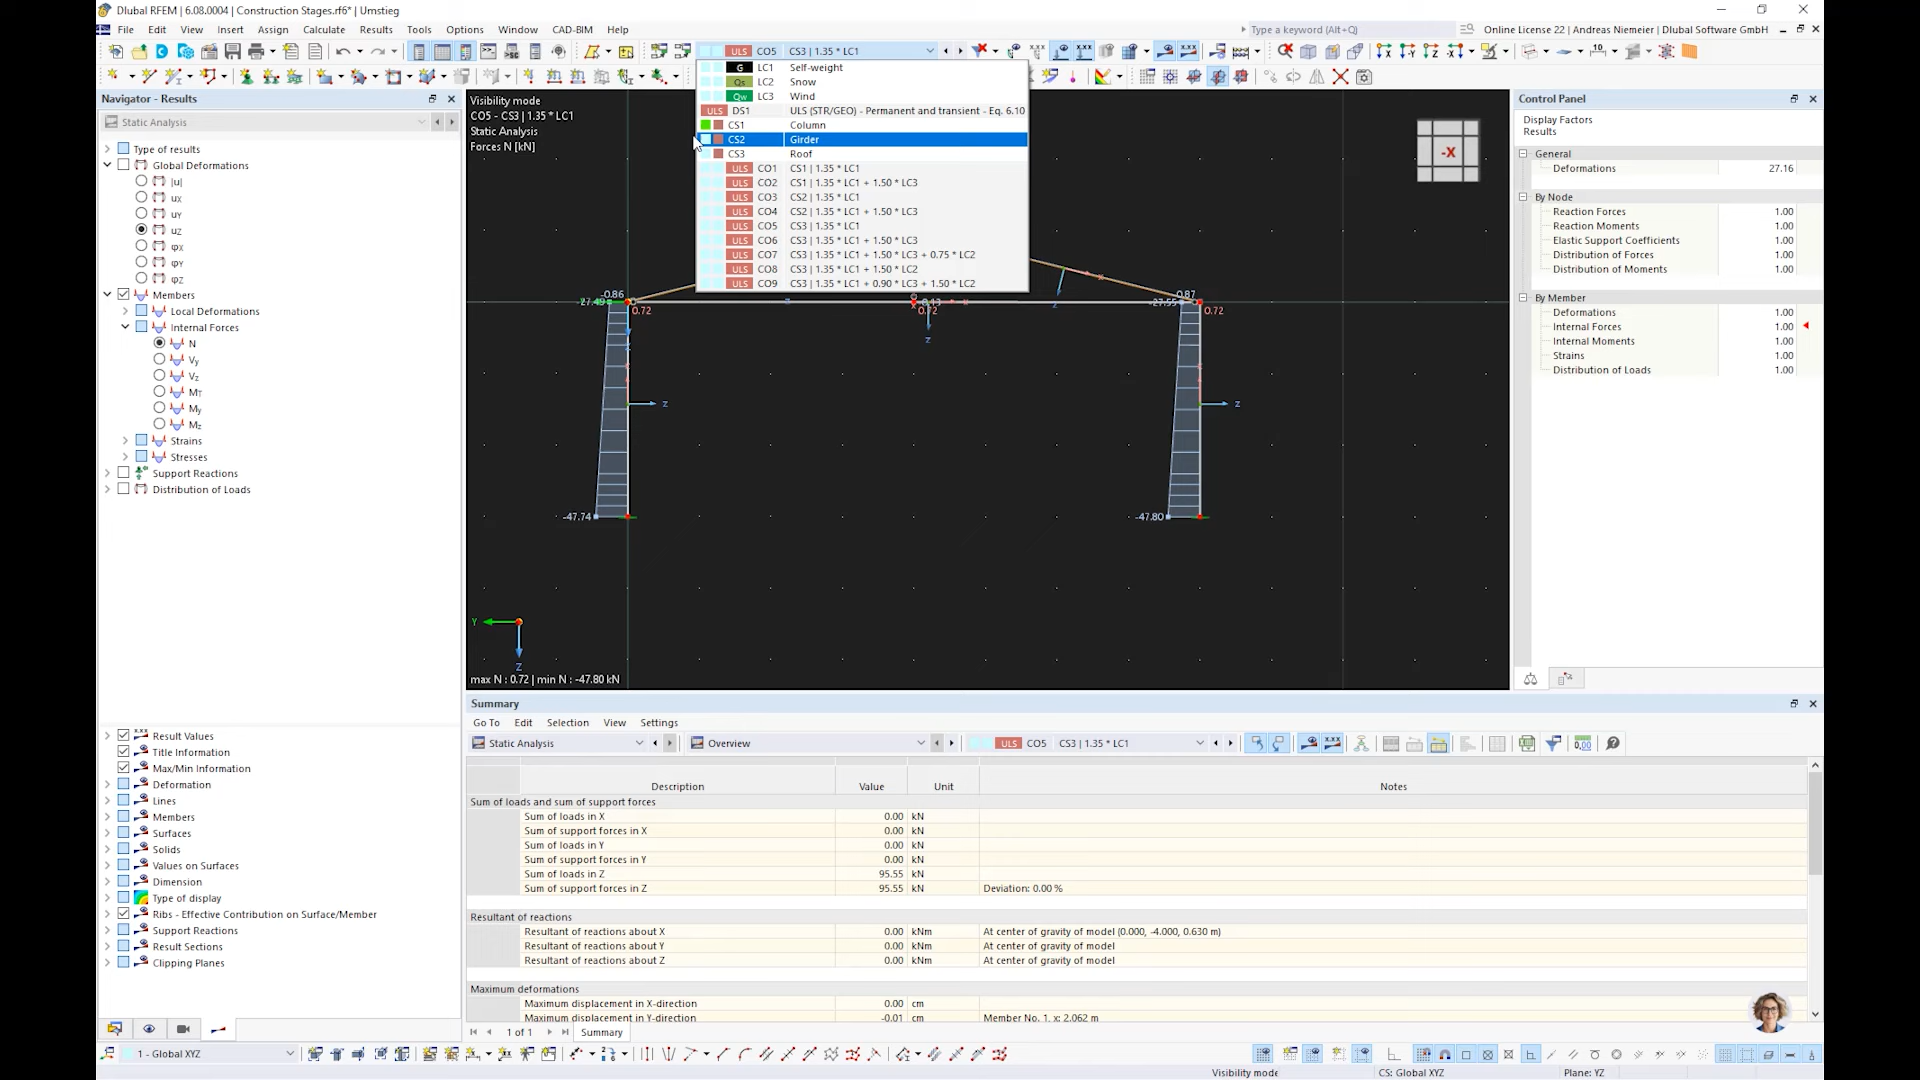 Dlubal RFEM | 6.08.0004 | Construction Stages.rf6* | Umstieg
File Edit View Insert Assign Calculate Results Tools Options Window CAD-BIM Help
Type a keyword (Alt+Q)
Online License 22 | Andreas Niemeier | Dlubal Software GmbH
ULS CO5 CS3 | 1.35 * LC1
G LC1 Self-weight
Qs LC2 Snow
Qw LC3 Wind
ULS DS1 ULS (STR/GEO) - Permanent and transient - Eq. 6.10
CS1 Column
CS2 Girder
CS3 Roof
ULS CO1 CS1 | 1.35 * LC1
ULS CO2 CS1 | 1.35 * LC1 + 1.50 * LC3
ULS CO3 CS2 | 1.35 * LC1
ULS CO4 CS2 | 1.35 * LC1 + 1.50 * LC3
ULS CO5 CS3 | 1.35 * LC1
ULS CO6 CS3 | 1.35 * LC1 + 1.50 * LC3
ULS CO7 CS3 | 1.35 * LC1 + 1.50 * LC3 + 0.75 * LC2
ULS CO8 CS3 | 1.35 * LC1 + 1.50 * LC2
ULS CO9 CS3 | 1.35 * LC1 + 0.90 * LC3 + 1.50 * LC2
Navigator - Results
Static Analysis
Type of results
Global Deformations
|u|
uX
uY
uZ
φX
φY
φZ
Members
Local Deformations
Internal Forces
N
Vy
Vz
MT
My
Mz
Strains
Stresses
Support Reactions
Distribution of Loads
Result Values
Title Information
Max/Min Information
Deformation
Lines
Members
Surfaces
Solids
Values on Surfaces
Dimension
Type of display
Ribs - Effective Contribution on Surface/Member
Support Reactions
Result Sections
Clipping Planes
Visibility mode
CO5 - CS3 | 1.35 * LC1
Static Analysis
Forces N [kN]
-X
0.86
0.72
0.72
0.87
0.72
z
z
z
-47.74
-47.80
Y
Z
max N : 0.72 | min N : -47.80 kN
Control Panel
Display Factors
Results
General
Deformations 27.16
By Node
Reaction Forces 1.00
Reaction Moments 1.00
Elastic Support Coefficients 1.00
Distribution of Forces 1.00
Distribution of Moments 1.00
By Member
Deformations 1.00
Internal Forces 1.00
Internal Moments 1.00
Strains 1.00
Distribution of Loads 1.00
Summary
Go To Edit Selection View Settings
Static Analysis Overview ULS CO5 CS3 | 1.35 * LC1
Description Value Unit Notes
Sum of loads and sum of support forces
Sum of loads in X 0.00 kN
Sum of support forces in X 0.00 kN
Sum of loads in Y 0.00 kN
Sum of support forces in Y 0.00 kN
Sum of loads in Z 95.55 kN
Sum of support forces in Z 95.55 kN Deviation: 0.00 %
Resultant of reactions
Resultant of reactions about X 0.00 kNm At center of gravity of model (0.000, -4.000, 0.630 m)
Resultant of reactions about Y 0.00 kNm At center of gravity of model
Resultant of reactions about Z 0.00 kNm At center of gravity of model
Maximum deformations
Maximum displacement in X-direction 0.00 cm
Maximum displacement in Y-direction -0.01 cm Member No. 1, x: 2.062 m
1 of 1 Summary
1 - Global XYZ
Visibility mode CS: Global XYZ Plane: YZ